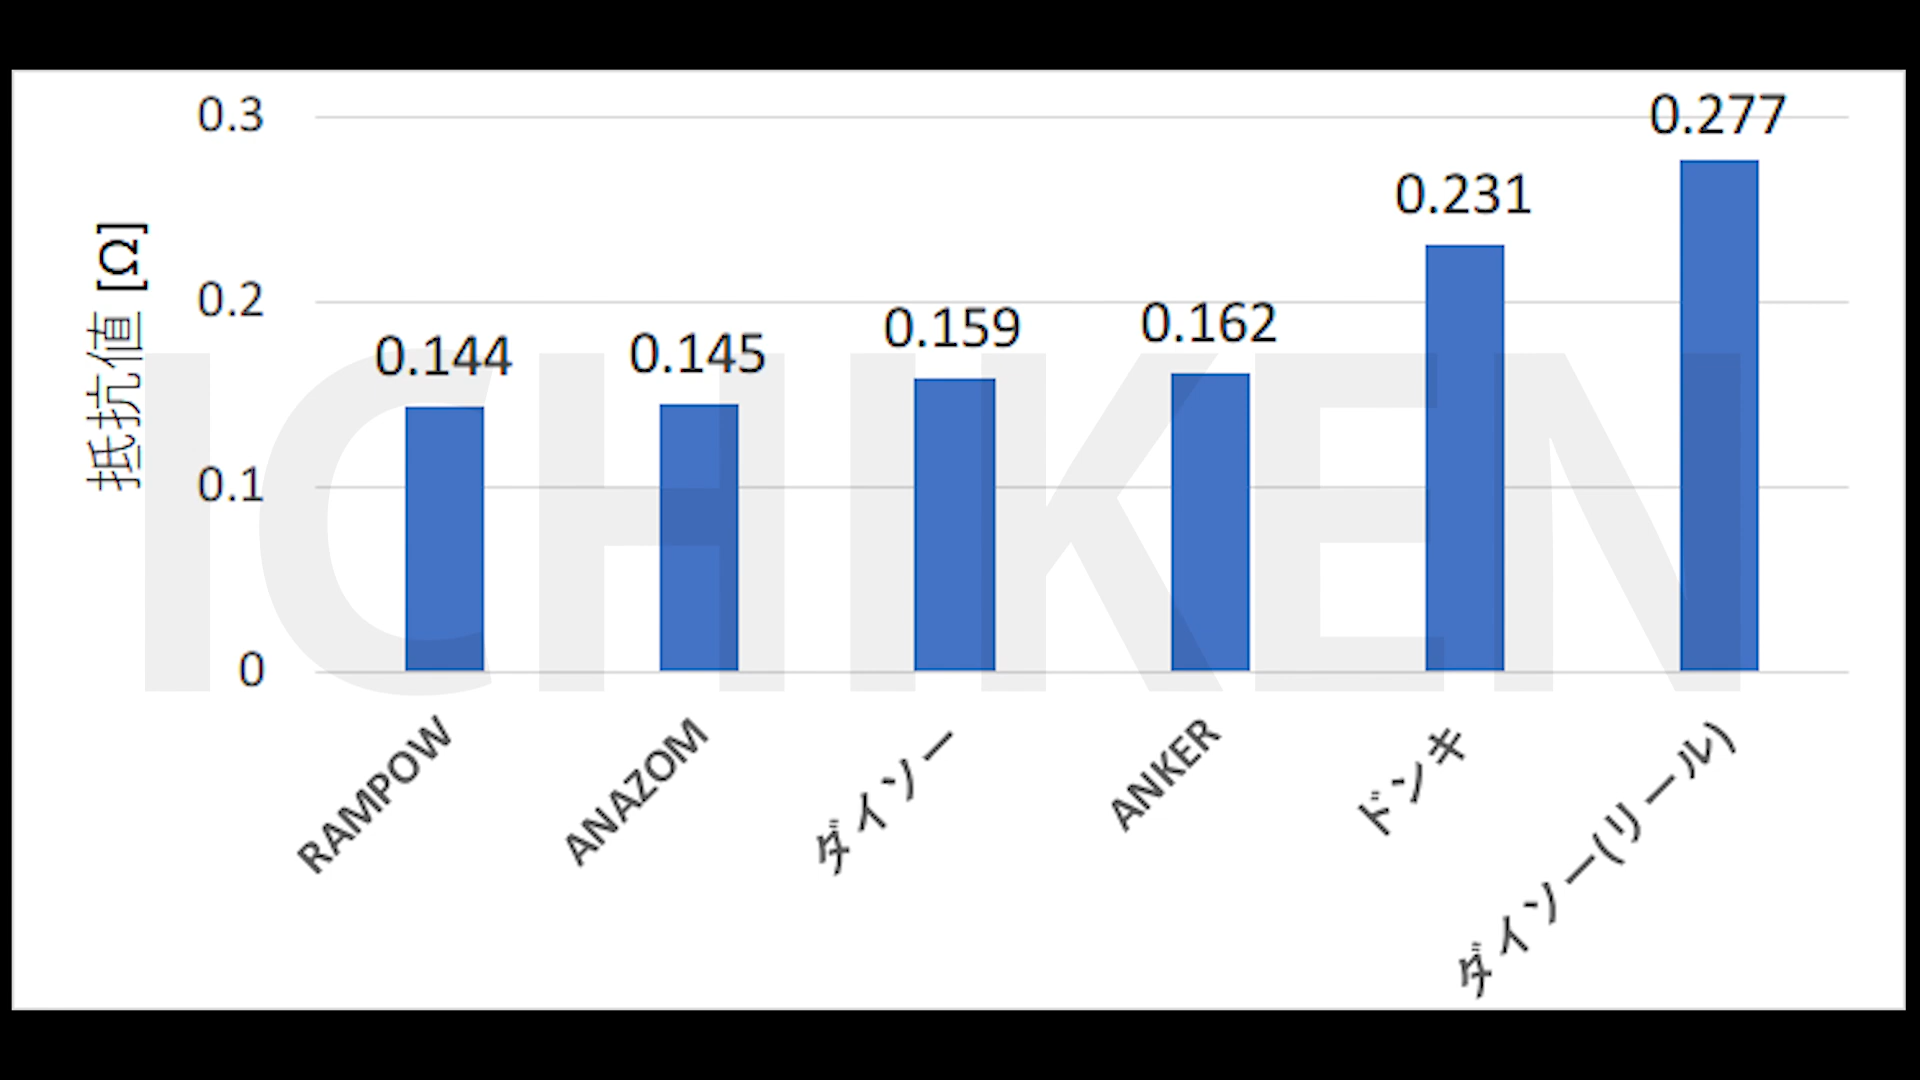 抵抗値 [Ω]
0.3
0.2
0.1
0
0.144
0.145
0.159
0.162
0.231
0.277
RAMPOW
ANAZOM
ダイソー
ANKER
ドンキ
ダイソー(リール)
ICHIKEN